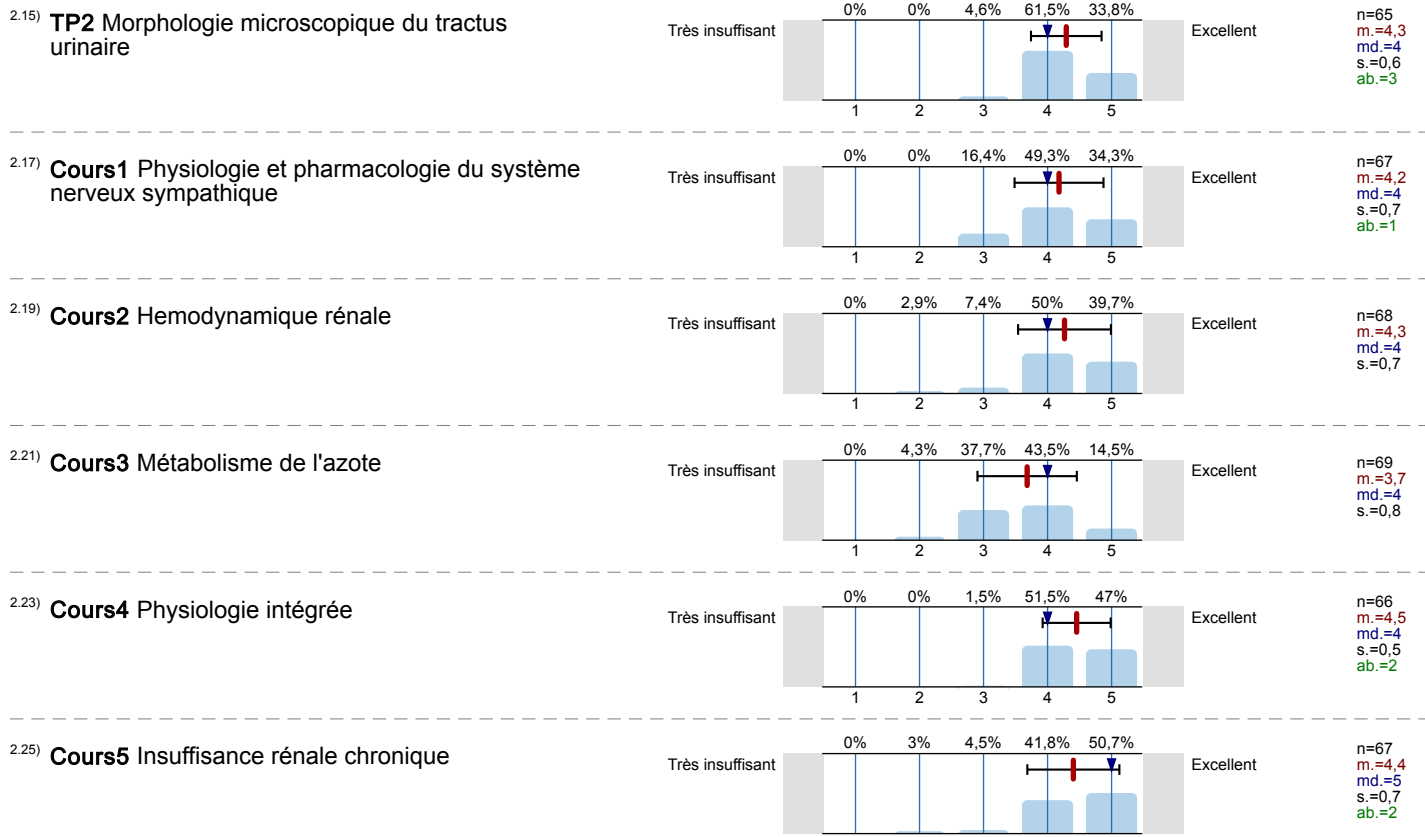 2.15) TP2 Morphologie microscopique du tractus
urinaire
Très insuffisant
0% 0% 4,6% 61,5% 33,8%
1 2 3 4 5
Excellent
n=65
m.=4,3
md.=4
s.=0,6
ab.=3
2.17) Cours1 Physiologie et pharmacologie du système
nerveux sympathique
Très insuffisant
0% 0% 16,4% 49,3% 34,3%
1 2 3 4 5
Excellent
n=67
m.=4,2
md.=4
s.=0,7
ab.=1
2.19) Cours2 Hemodynamique rénale
Très insuffisant
0% 2,9% 7,4% 50% 39,7%
1 2 3 4 5
Excellent
n=68
m.=4,3
md.=4
s.=0,7
2.21) Cours3 Métabolisme de l'azote
Très insuffisant
0% 4,3% 37,7% 43,5% 14,5%
1 2 3 4 5
Excellent
n=69
m.=3,7
md.=4
s.=0,8
2.23) Cours4 Physiologie intégrée
Très insuffisant
0% 0% 1,5% 51,5% 47%
1 2 3 4 5
Excellent
n=66
m.=4,5
md.=4
s.=0,5
ab.=2
2.25) Cours5 Insuffisance rénale chronique
Très insuffisant
0% 3% 4,5% 41,8% 50,7%
1 2 3 4 5
Excellent
n=67
m.=4,4
md.=5
s.=0,7
ab.=2